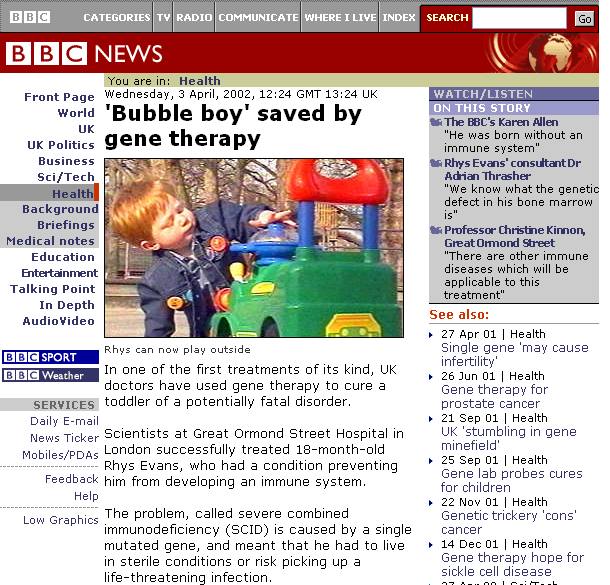 BBC CATEGORIES TV RADIO COMMUNICATE WHERE I LIVE INDEX SEARCH Go
BBC NEWS
You are in: Health
Front Page
World
UK
UK Politics
Business
Sci/Tech
Health
Background
Briefings
Medical notes
Education
Entertainment
Talking Point
In Depth
AudioVideo
BBC SPORT
BBC Weather
SERVICES
Daily E-mail
News Ticker
Mobiles/PDAs
Feedback
Help
Low Graphics
Wednesday, 3 April, 2002, 12:24 GMT 13:24 UK
'Bubble boy' saved by
gene therapy
Rhys can now play outside
In one of the first treatments of its kind, UK
doctors have used gene therapy to cure a
toddler of a potentially fatal disorder.
Scientists at Great Ormond Street Hospital in
London successfully treated 18-month-old
Rhys Evans, who had a condition preventing
him from developing an immune system.
The problem, called severe combined
immunodeficiency (SCID) is caused by a single
mutated gene, and meant that he had to live
in sterile conditions or risk picking up a
life-threatening infection.
WATCH/LISTEN
ON THIS STORY
The BBC's Karen Allen
"He was born without an
immune system"
Rhys Evans' consultant Dr
Adrian Thrasher
"We know what the genetic
defect in his bone marrow
is"
Professor Christine Kinnon,
Great Ormond Street
"There are other immune
diseases which will be
applicable to this
treatment"
See also:
27 Apr 01 | Health
Single gene 'may cause
infertility'
26 Jun 01 | Health
Gene therapy for
prostate cancer
21 Sep 01 | Health
UK 'stumbling in gene
minefield'
25 Sep 01 | Health
Gene lab probes cures
for children
22 Nov 01 | Health
Genetic trickery 'cons'
cancer
14 Dec 01 | Health
Gene therapy hope for
sickle cell disease